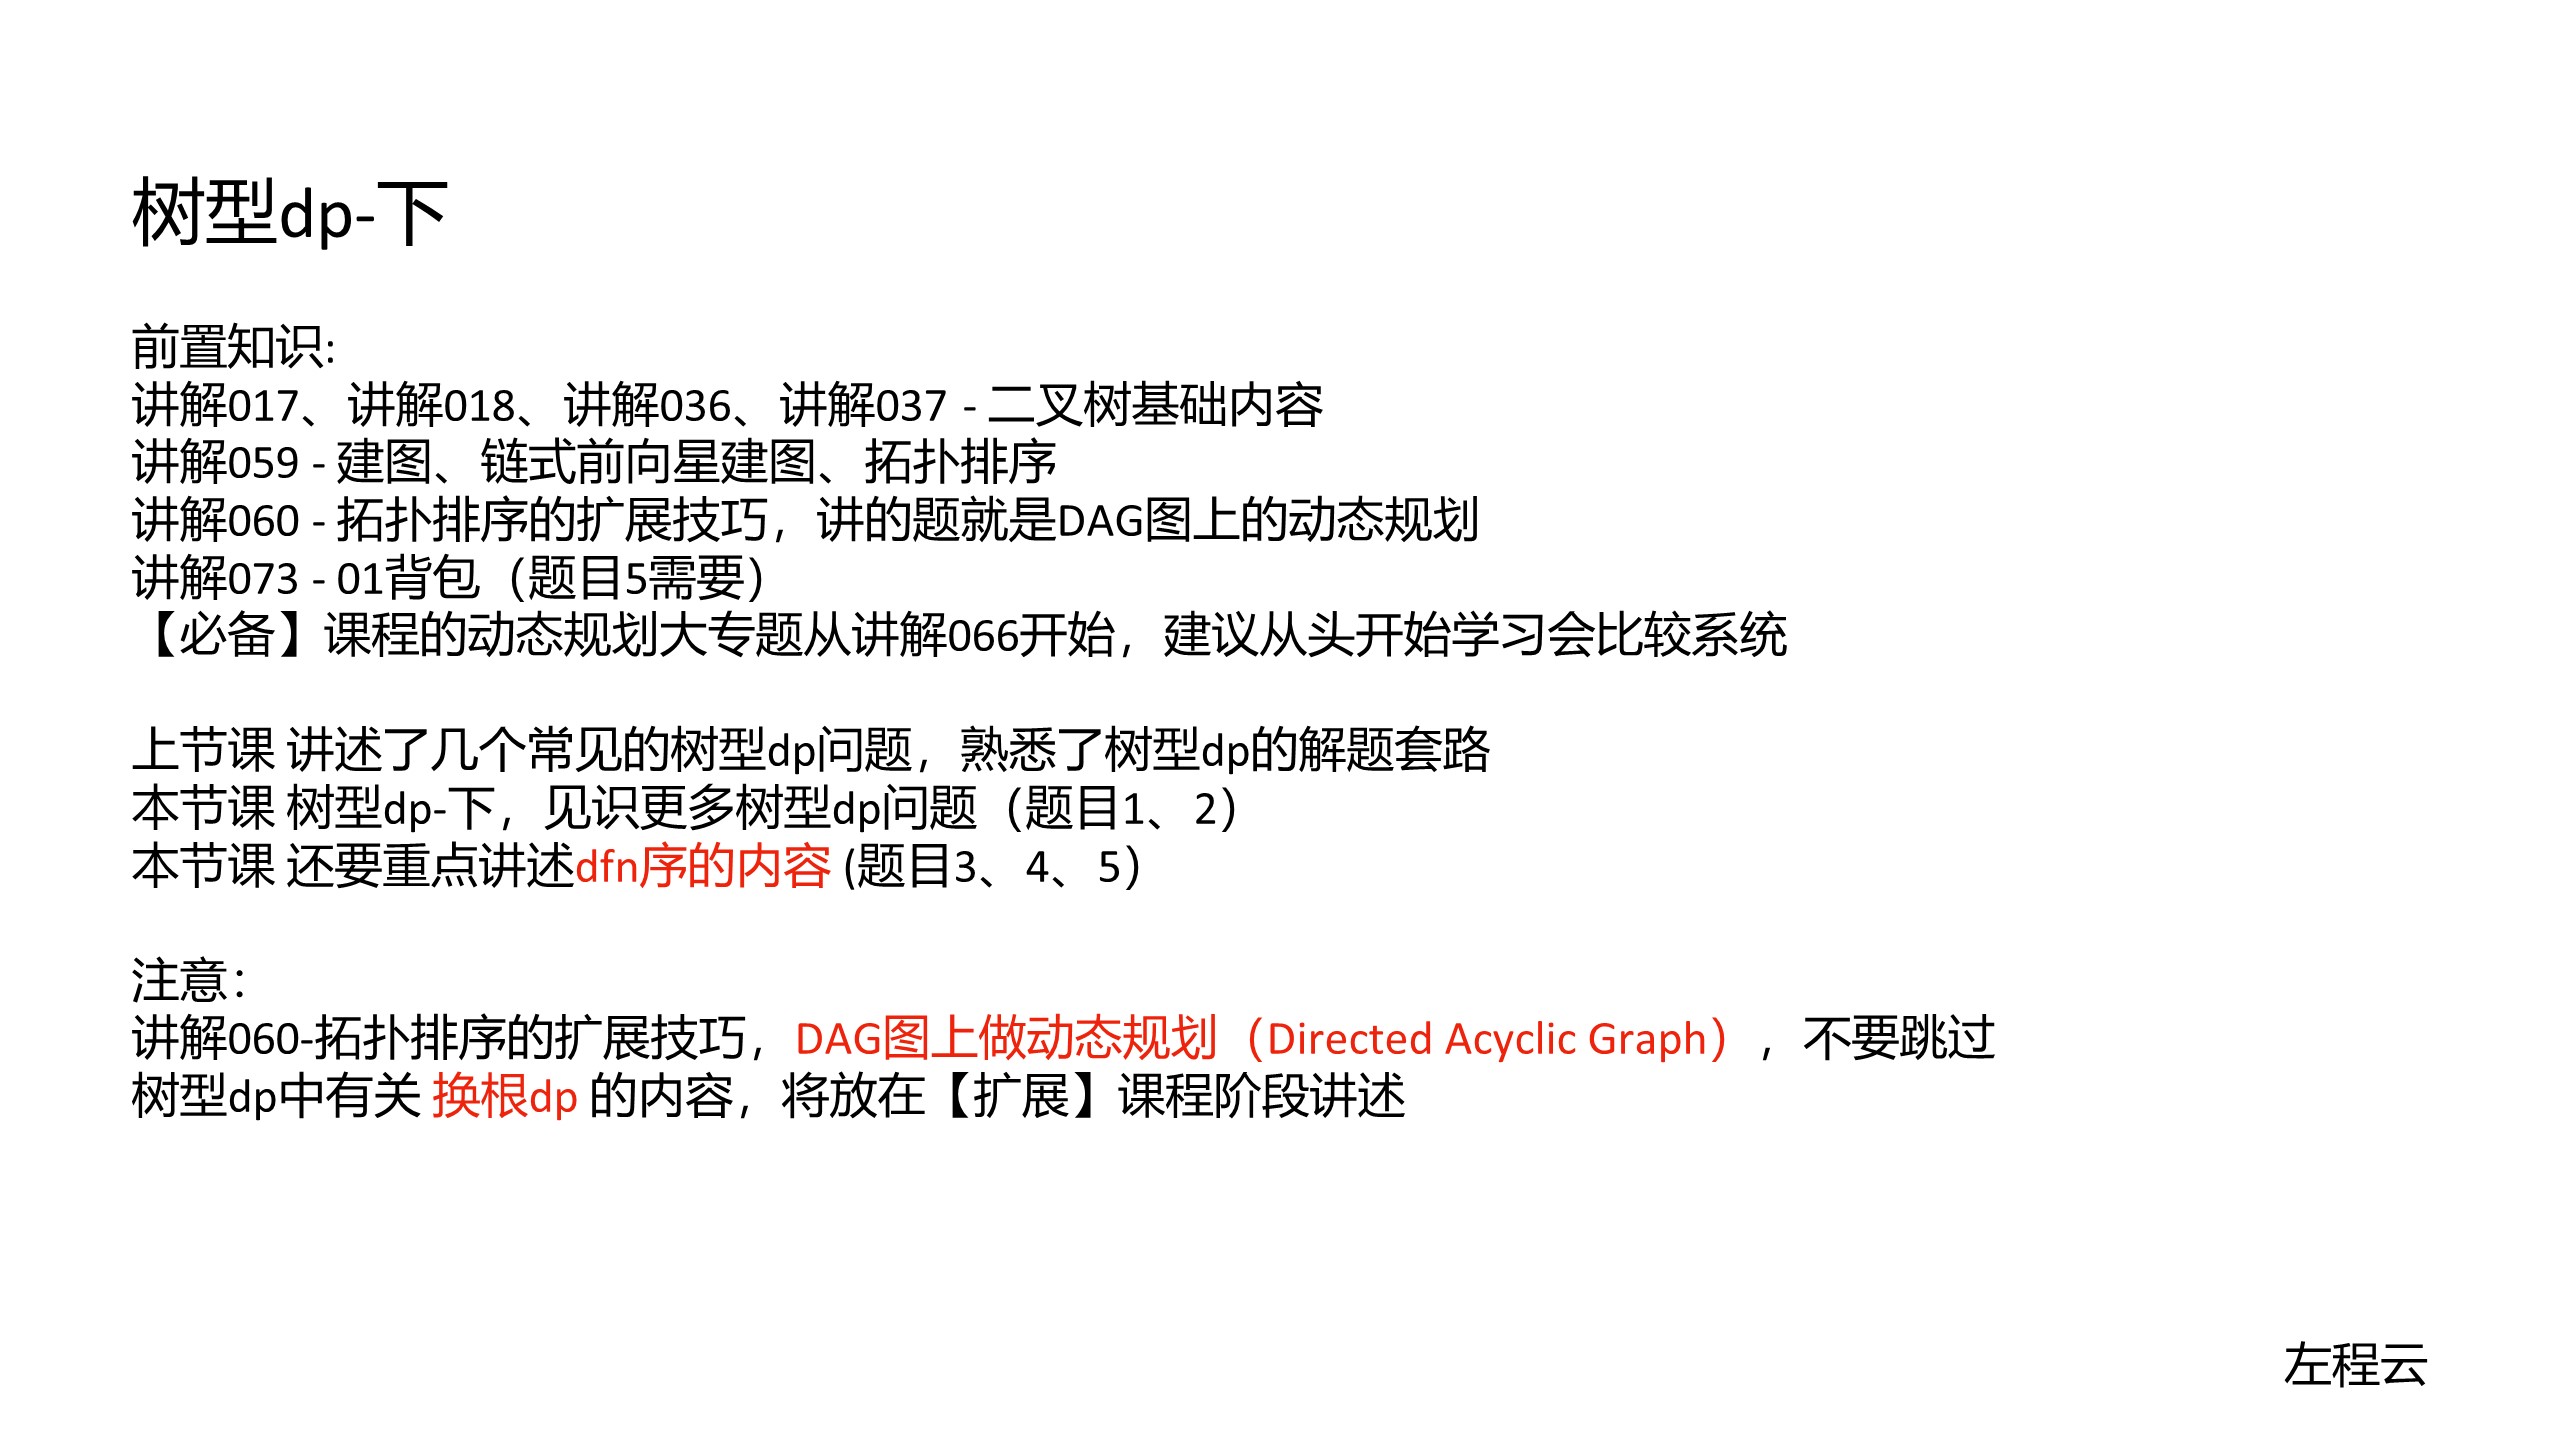 树型dp-下
前置知识:
讲解017、讲解018、讲解036、讲解037 - 二叉树基础内容
讲解059 - 建图、链式前向星建图、拓扑排序
讲解060 - 拓扑排序的扩展技巧，讲的题就是DAG图上的动态规划
讲解073 - 01背包（题目5需要）
【必备】课程的动态规划大专题从讲解066开始，建议从头开始学习会比较系统
上节课 讲述了几个常见的树型dp问题，熟悉了树型dp的解题套路
本节课 树型dp-下，见识更多树型dp问题（题目1、2）
本节课 还要重点讲述dfn序的内容 (题目3、4、5）
注意：
讲解060-拓扑排序的扩展技巧，DAG图上做动态规划（Directed Acyclic Graph），不要跳过
树型dp中有关 换根dp 的内容，将放在【扩展】课程阶段讲述
左程云